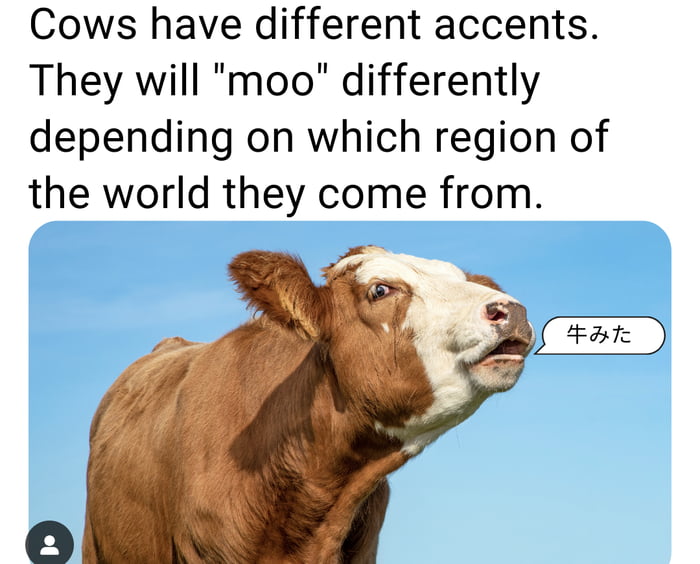 Cows have different accents.
They will "moo" differently
depending on which region of
the world they come from.
牛みた